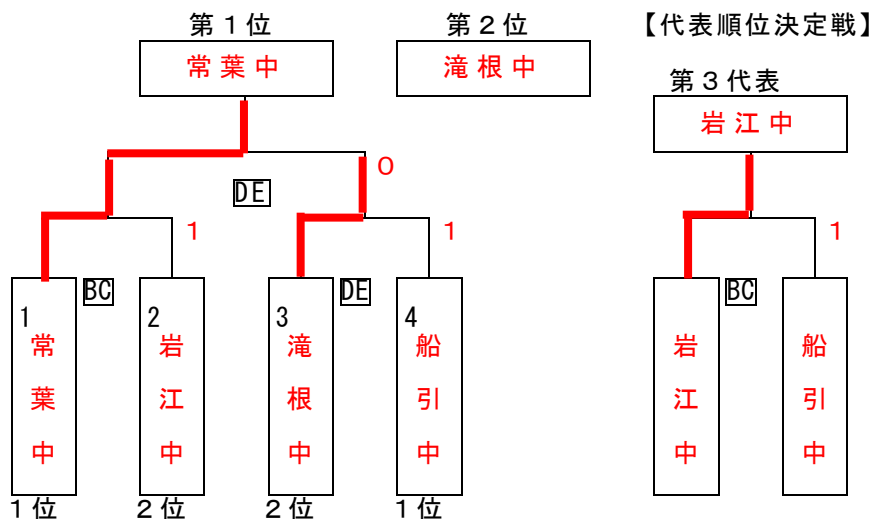 第１位
第２位
【代表順位決定戦】
常葉中
滝根中
第３代表
岩江中
0
DE
1
1
1
BC
DE
BC
1
常葉中
2
岩江中
3
滝根中
4
船引中
岩江中
船引中
１位
２位
２位
１位